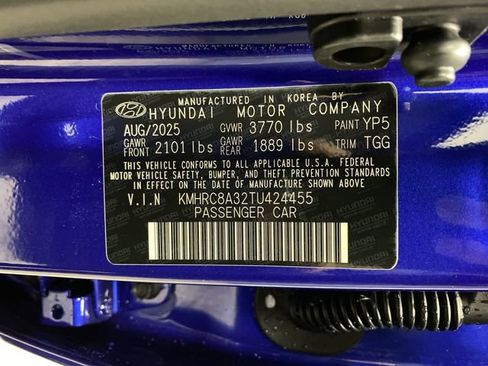 MANUFACTURED IN KOREA BY
HYUNDAI MOTOR COMPANY
AUG/2025 GVWR 3770 lbs PAINT YP5
GAWR FRONT 2101 lbs GAWR REAR 1889 lbs TRIM TGG
THIS VEHICLE CONFORMS TO ALL APPLICABLE U.S.A. FEDERAL
MOTOR VEHICLE SAFETY, BUMPER, AND THEFT PREVENTION STANDARDS
IN EFFECT ON THE DATE OF MANUFACTURE SHOWN ABOVE.
V.I.N KMHRC8A32TU424455
PASSENGER CAR